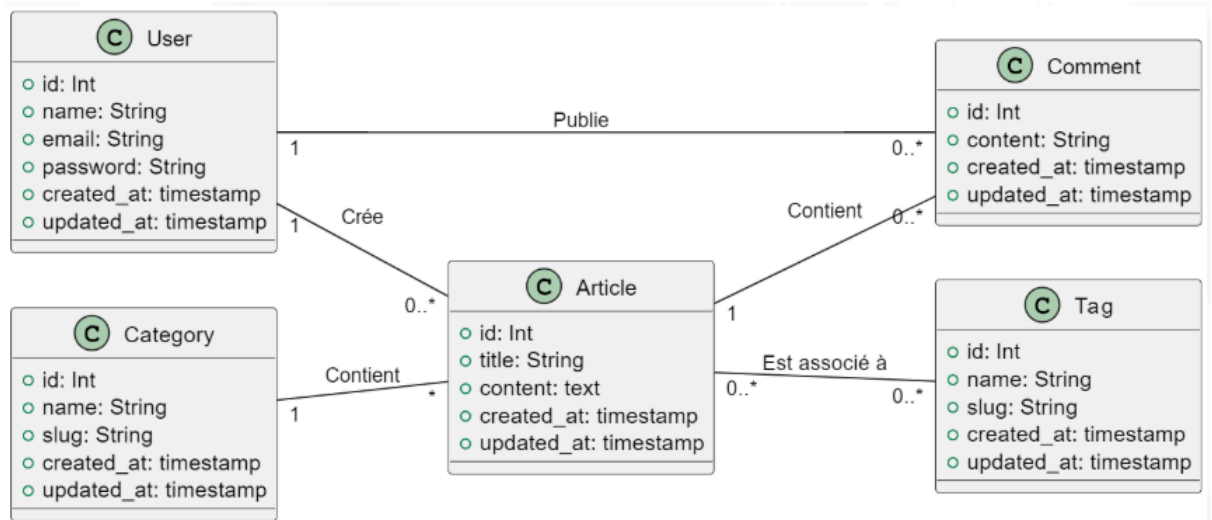 C User
id: Int
name: String
email: String
password: String
created_at: timestamp
updated_at: timestamp
Publie
1
0..*
C Comment
id: Int
content: String
created_at: timestamp
updated_at: timestamp
Crée
1
0..*
Contient
0..*
1
C Article
id: Int
title: String
content: text
created_at: timestamp
updated_at: timestamp
C Category
id: Int
name: String
slug: String
created_at: timestamp
updated_at: timestamp
Contient
1
*
Est associé à
0..*
0..*
C Tag
id: Int
name: String
slug: String
created_at: timestamp
updated_at: timestamp